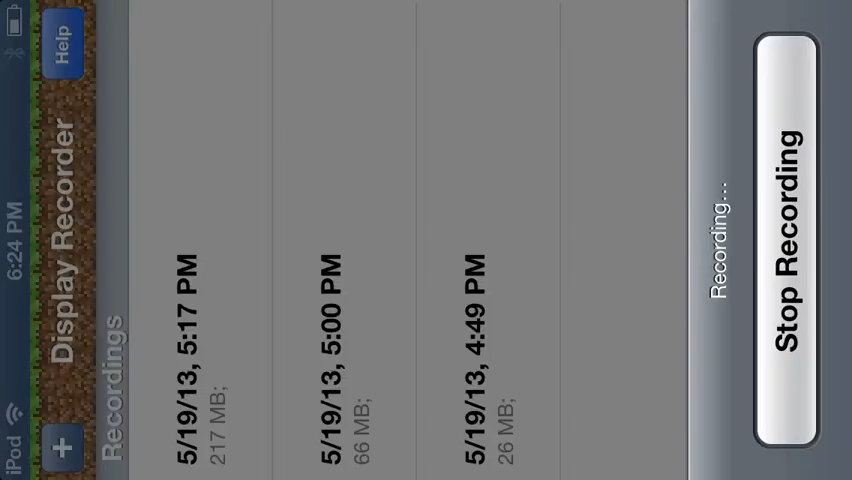 iPod 6:24 PM
+ Display Recorder Help
Recordings
5/19/13, 5:17 PM
217 MB;
5/19/13, 5:00 PM
66 MB;
5/19/13, 4:49 PM
26 MB;
Recording...
Stop Recording